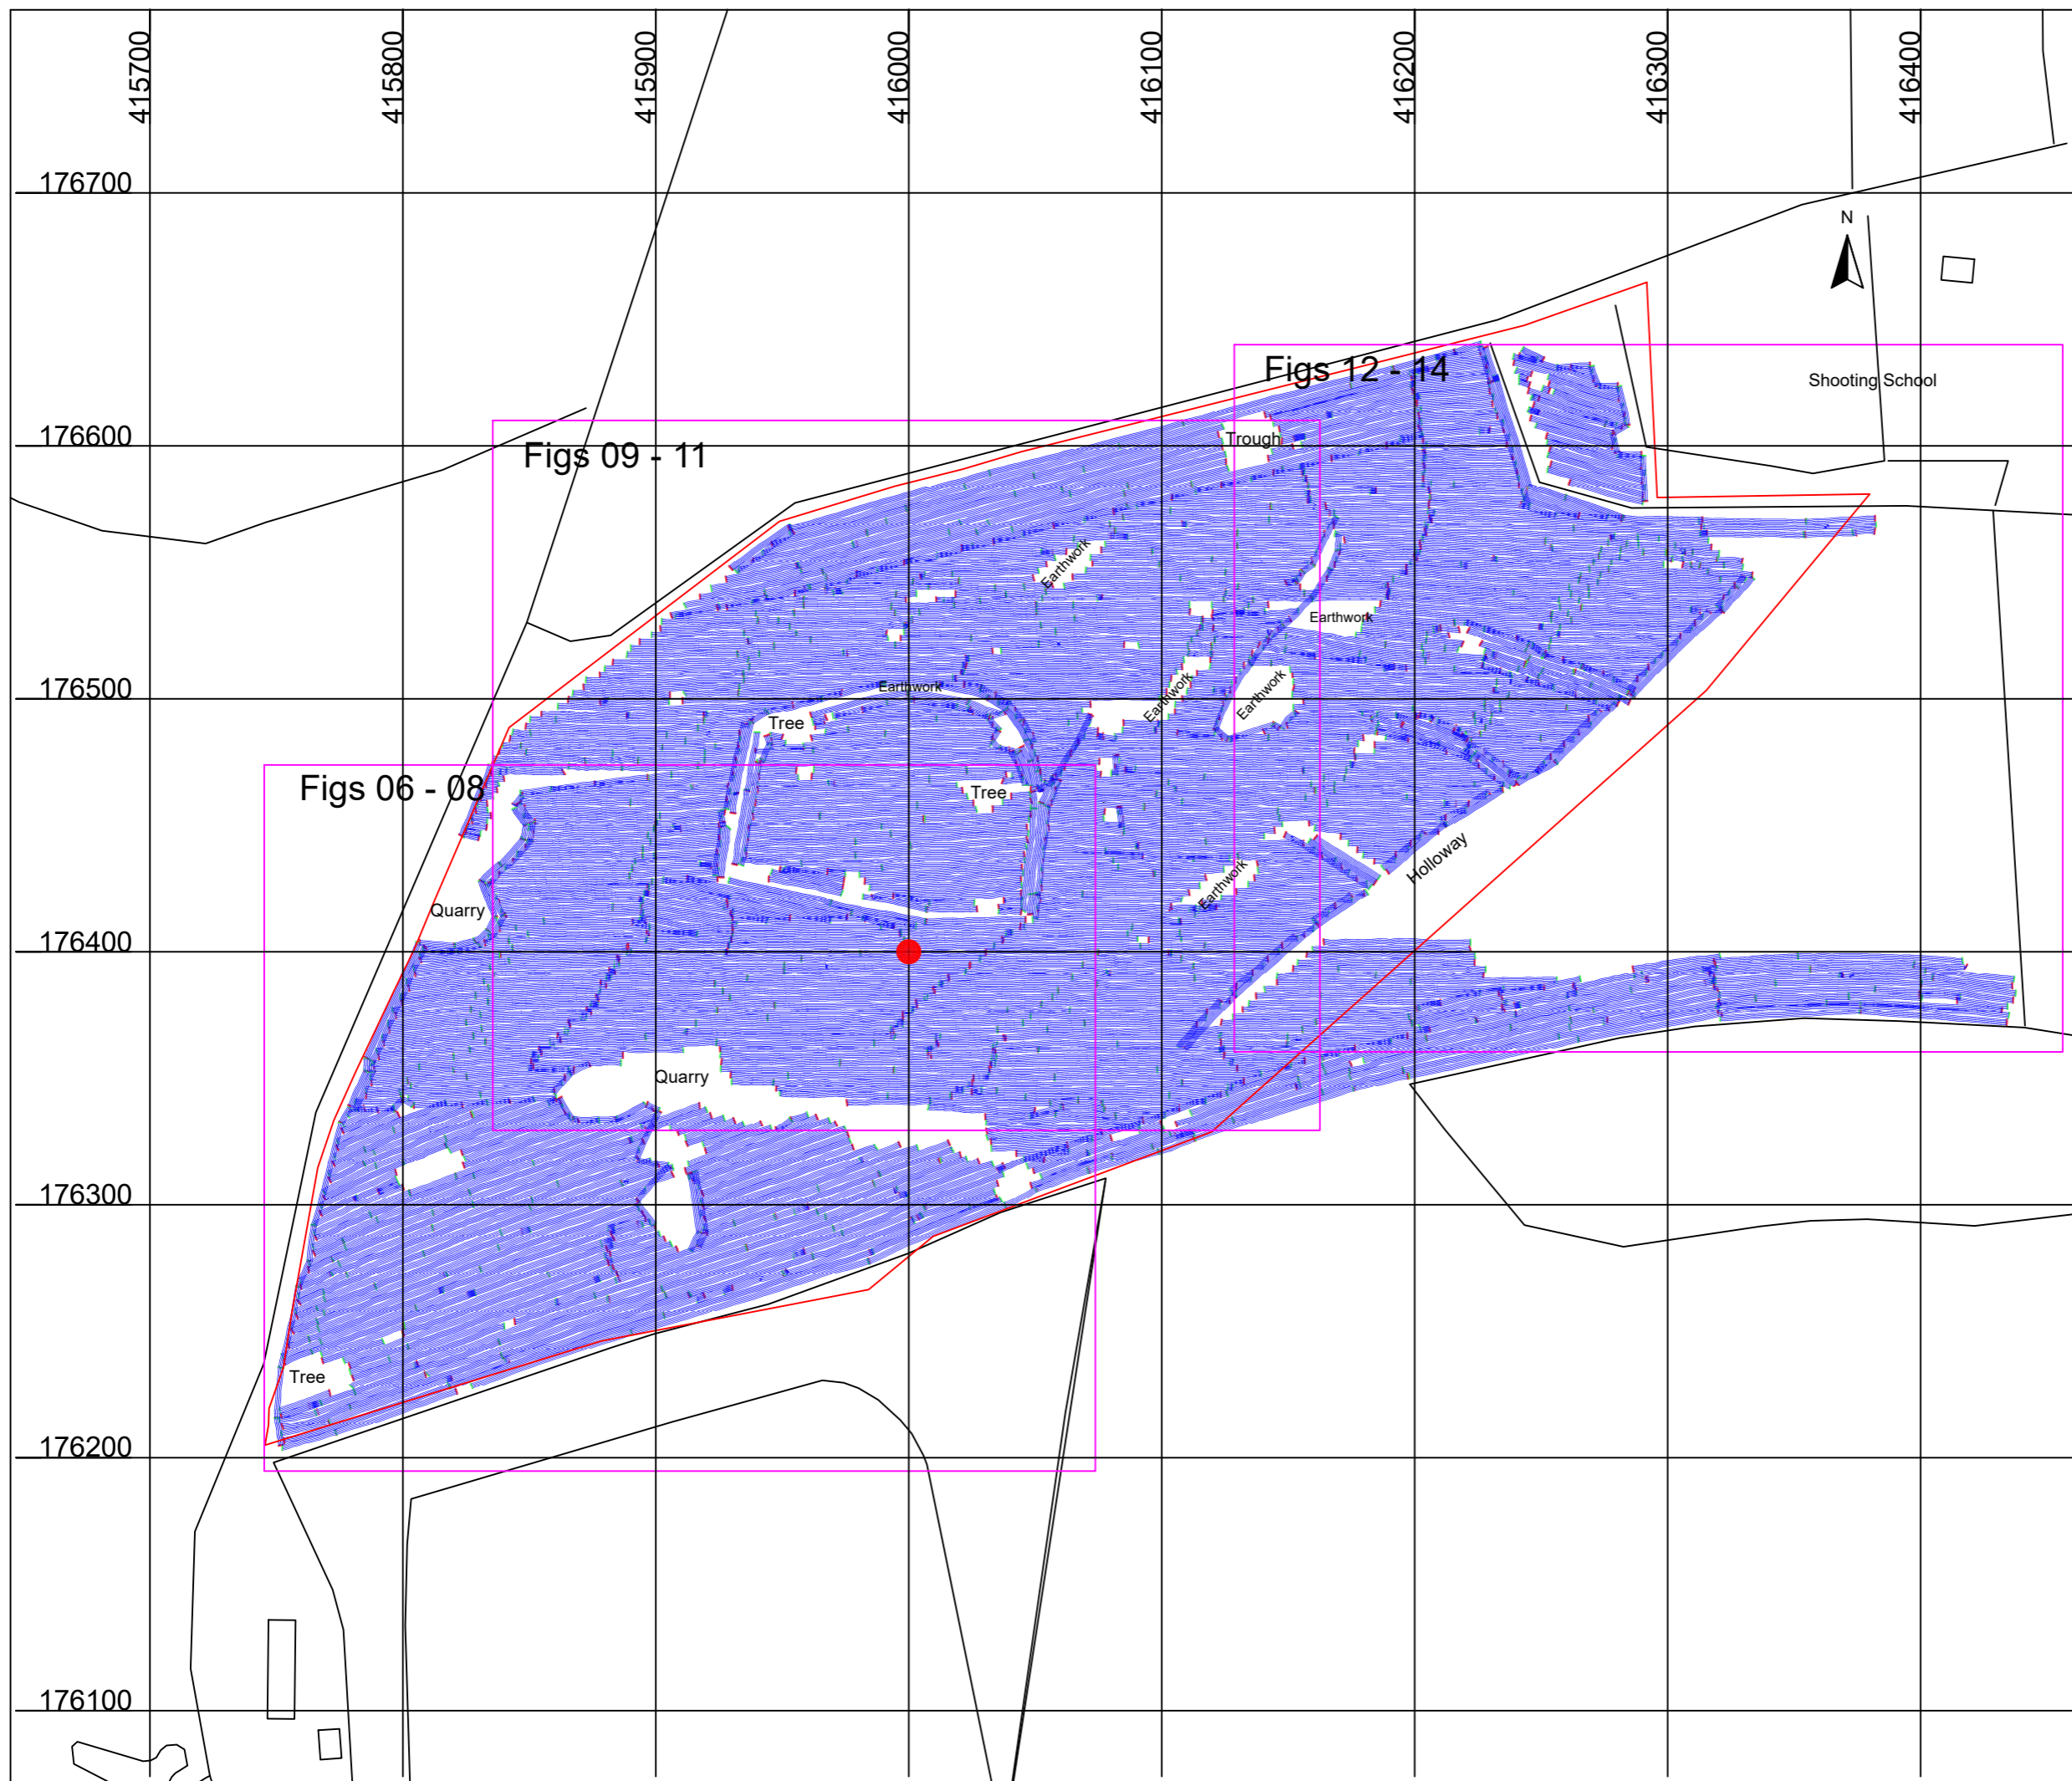 415700
415800
415900
416000
416100
416200
416300
416400
176700
N
Figs 12 - 14
Shooting School
176600
Trough
Figs 09 - 11
Earthwork
Earthwork
176500
Earthwork
Earthwork
Earthwork
Tree
Figs 06 - 08
Tree
Holloway
Earthwork
Quarry
176400
Quarry
176300
Tree
176200
176100